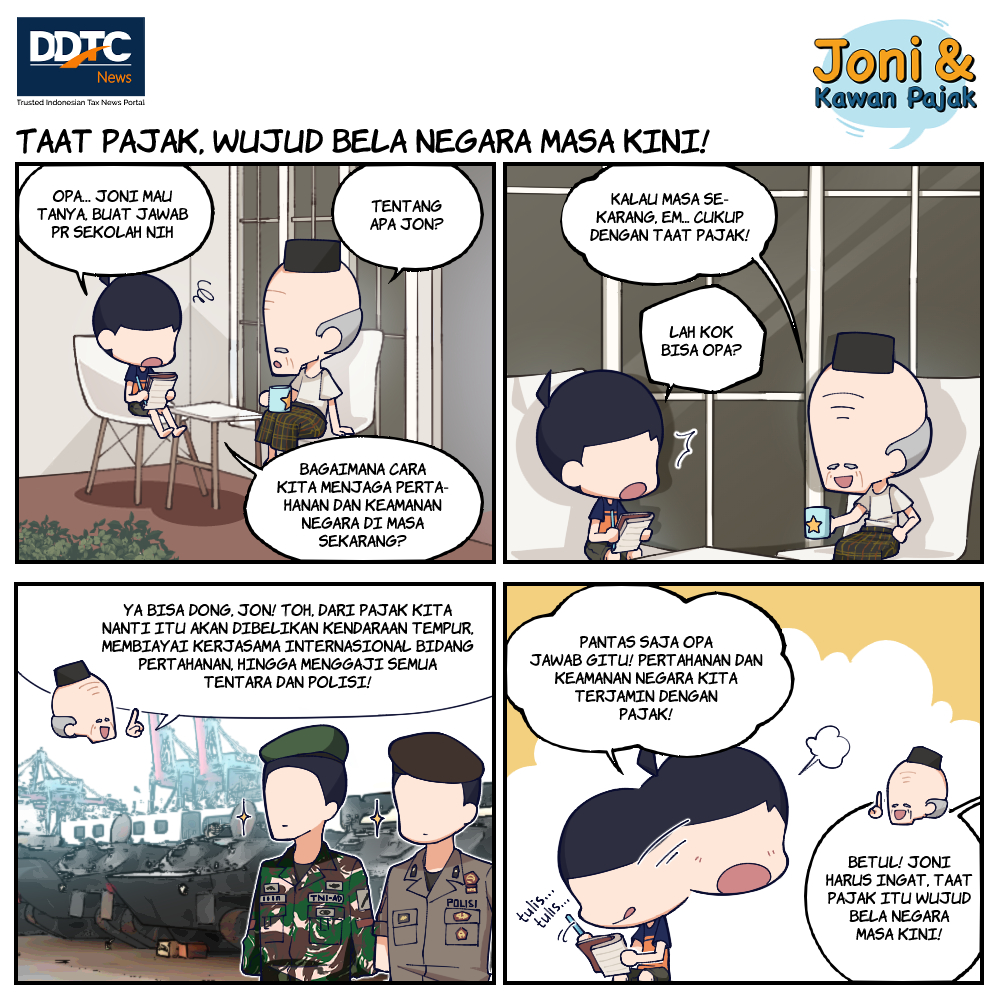 DDTC
News
Trusted Indonesian Tax News Portal
Joni &
Kawan Pajak
TAAT PAJAK, WUJUD BELA NEGARA MASA KINI!
OPA... JONI MAU
TANYA, BUAT JAWAB
PR SEKOLAH NIH
TENTANG
APA JON?
BAGAIMANA CARA
KITA MENJAGA PERTA-
HANAN DAN KEAMANAN
NEGARA DI MASA
SEKARANG?
KALAU MASA SE-
KARANG, EM... CUKUP
DENGAN TAAT PAJAK!
LAH KOK
BISA OPA?
YA BISA DONG, JON! TOH, DARI PAJAK KITA
NANTI ITU AKAN DIBELIKAN KENDARAAN TEMPUR,
MEMBIAYAI KERJASAMA INTERNASIONAL BIDANG
PERTAHANAN, HINGGA MENGGAJI SEMUA
TENTARA DAN POLISI!
TNI-AD
POLISI
PANTAS SAJA OPA
JAWAB GITU! PERTAHANAN DAN
KEAMANAN NEGARA KITA
TERJAMIN DENGAN
PAJAK!
tulis...
tulis...
BETUL! JONI
HARUS INGAT, TAAT
PAJAK ITU WUJUD
BELA NEGARA
MASA KINI!